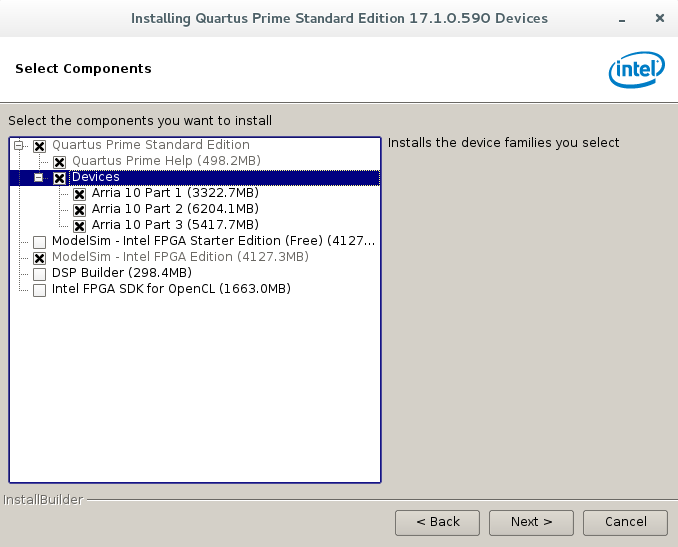 Installing Quartus Prime Standard Edition 17.1.0.590 Devices
Select Components
intel
Select the components you want to install
Quartus Prime Standard Edition
Quartus Prime Help (498.2MB)
Devices
Arria 10 Part 1 (3322.7MB)
Arria 10 Part 2 (6204.1MB)
Arria 10 Part 3 (5417.7MB)
ModelSim - Intel FPGA Starter Edition (Free) (4127...
ModelSim - Intel FPGA Edition (4127.3MB)
DSP Builder (298.4MB)
Intel FPGA SDK for OpenCL (1663.0MB)
Installs the device families you select
InstallBuilder
< Back
Next >
Cancel